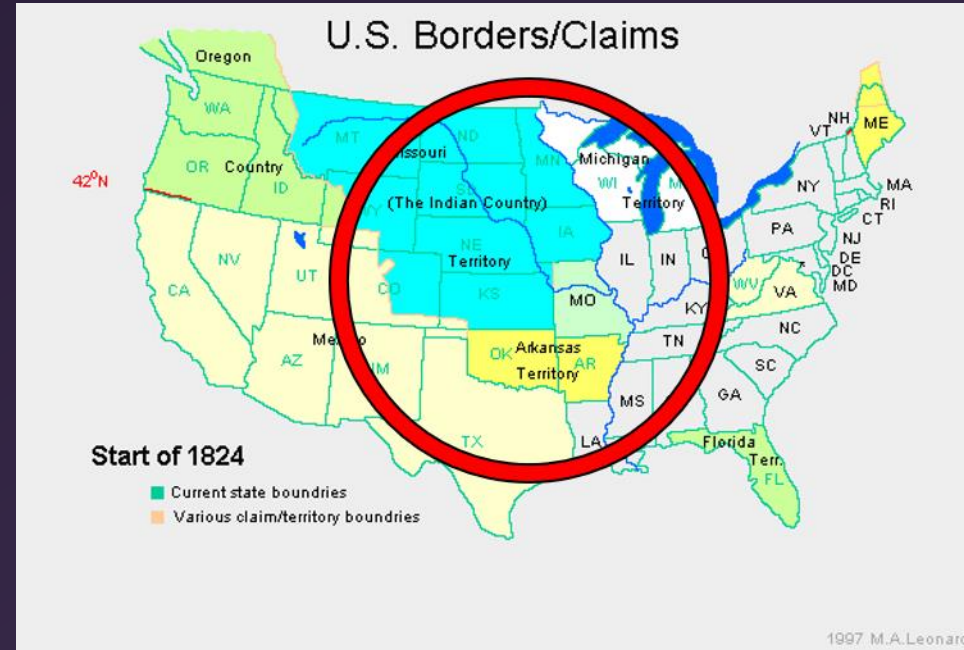 U.S. Borders/Claims
Oregon
WA
MT
ND
MN
NH
VT
ME
OR
Country
ID
ssouri
Michigan
WI
42°N
SD
(The Indian Country)
Territory
NY
MA
RI
CT
WY
IA
PA
NJ
DE
DC
MD
NE
Territory
IL
IN
NV
UT
CO
KS
MO
WV
VA
KY
CA
NC
TN
OK
Arkansas
Territory
AR
SC
AZ
MS
GA
TX
LA
Florida
Terr.
FL
Start of 1824
Current state boundries
Various claim/territory boundries
1997 M.A.Leonard